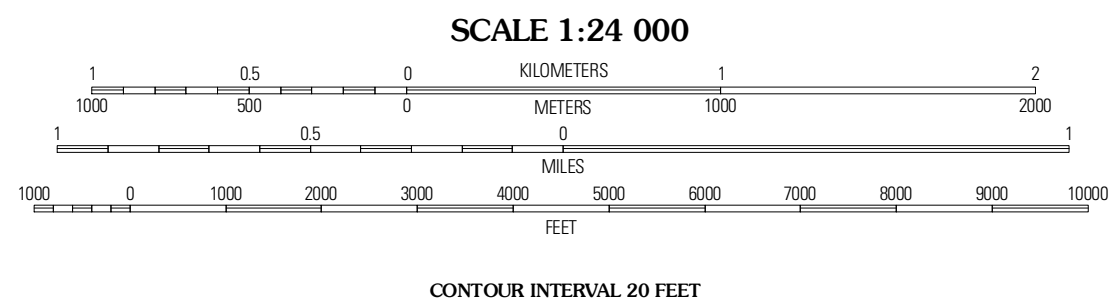 SCALE 1:24 000
1 0.5 0 KILOMETERS 1 2
1000 500 0 METERS 1000 2000
1 0.5 0 1
MILES
1000 0 1000 2000 3000 4000 5000 6000 7000 8000 9000 10000
FEET
CONTOUR INTERVAL 20 FEET